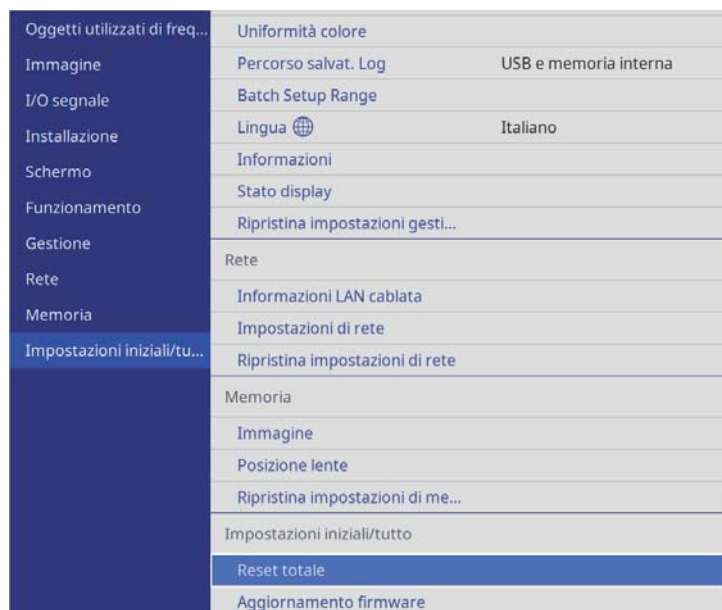 Oggetti utilizzati di freq...
Immagine
I/O segnale
Installazione
Schermo
Funzionamento
Gestione
Rete
Memoria
Impostazioni iniziali/tu...
Uniformità colore
Percorso salvat. Log USB e memoria interna
Batch Setup Range
Lingua Italiano
Informazioni
Stato display
Ripristina impostazioni gesti...
Rete
Informazioni LAN cablata
Impostazioni di rete
Ripristina impostazioni di rete
Memoria
Immagine
Posizione lente
Ripristina impostazioni di me...
Impostazioni iniziali/tutto
Reset totale
Aggiornamento firmware